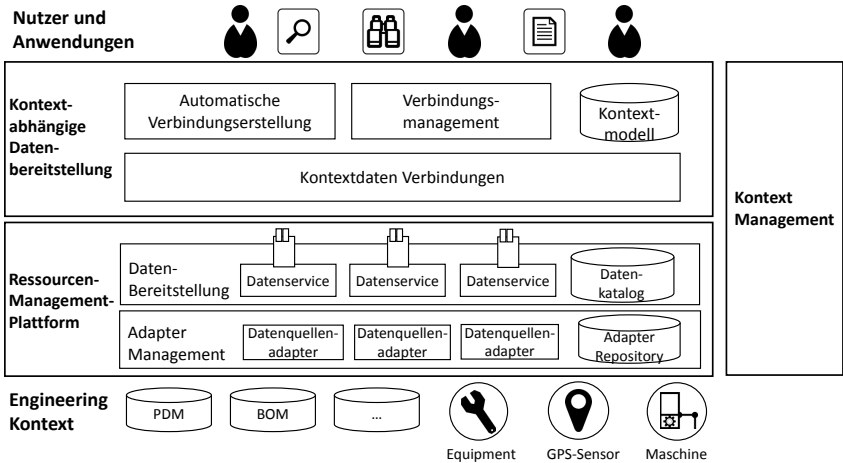 Nutzer und
Anwendungen
Kontext-
abhängige
Daten-
bereitstellung
Automatische
Verbindungserstellung
Verbindungs-
management
Kontext-
modell
Kontextdaten Verbindungen
Kontext
Management
Ressourcen-
Management-
Plattform
Daten-
Bereitstellung
Datenservice
Datenservice
Datenservice
Daten-
katalog
Adapter
Management
Datenquellen-
adapter
Datenquellen-
adapter
Datenquellen-
adapter
Adapter
Repository
Engineering
Kontext
PDM
BOM
...
Equipment
GPS-Sensor
Maschine